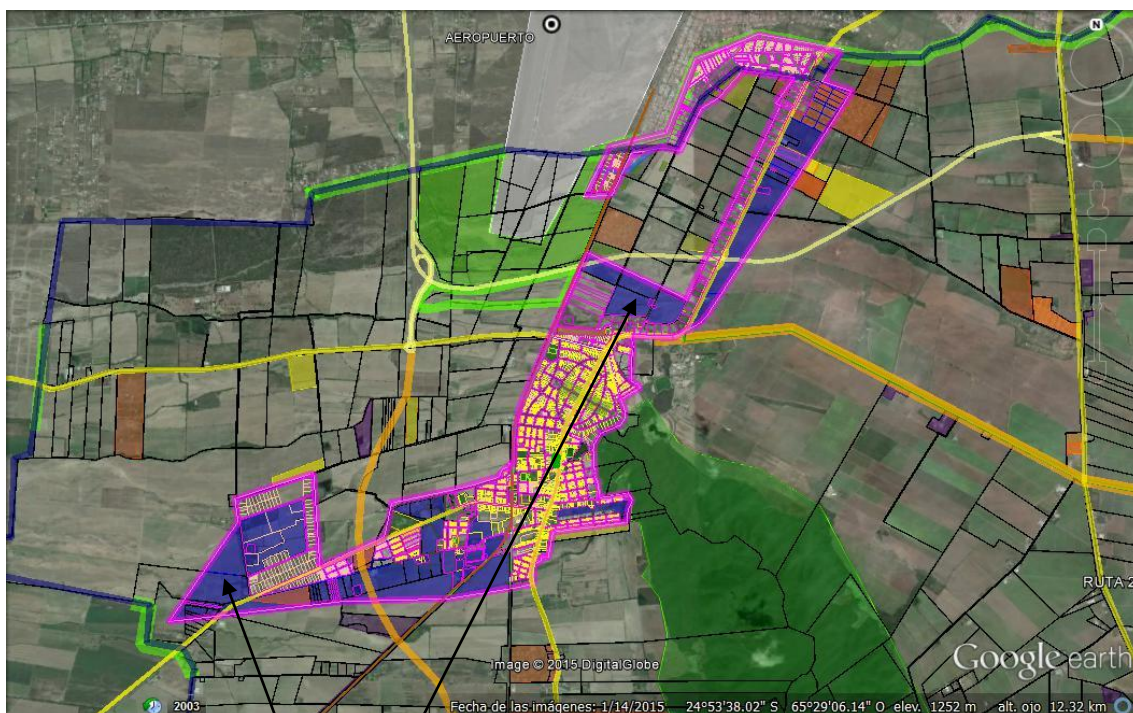 AEROPUERTO
N
RUTA 2
Image © 2015 DigitalGlobe
Google earth
2003
Fecha de las imágenes: 1/14/2015 24°53'38.02" S 65°29'06.14" O elev. 1252 m alt. ojo 12.32 km